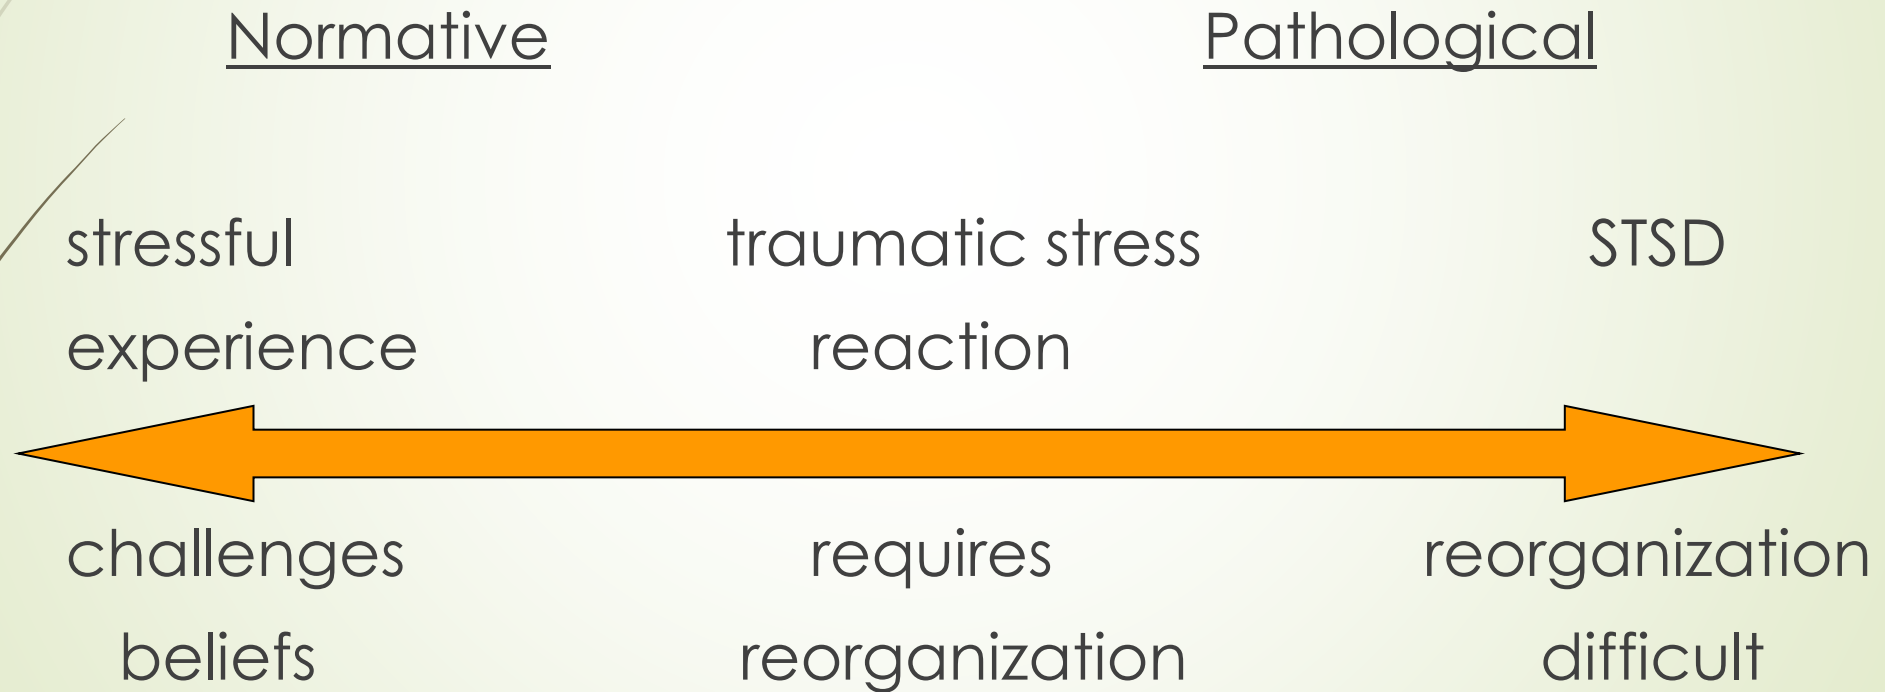 Normative Pathological
stressful traumatic stress STSD
experience reaction
challenges requires reorganization
beliefs reorganization difficult